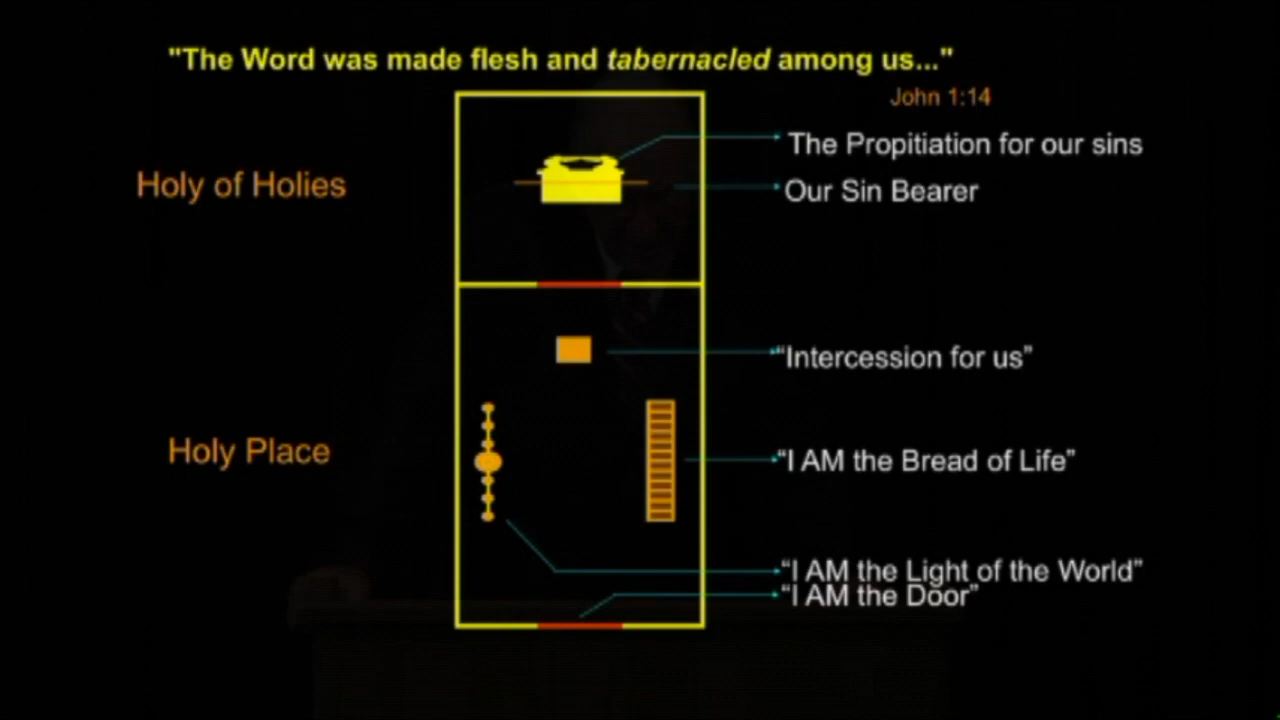 "The Word was made flesh and tabernacled among us..."
John 1:14
The Propitiation for our sins
Holy of Holies
Our Sin Bearer
“Intercession for us”
Holy Place
“I AM the Bread of Life”
“I AM the Light of the World”
“I AM the Door”